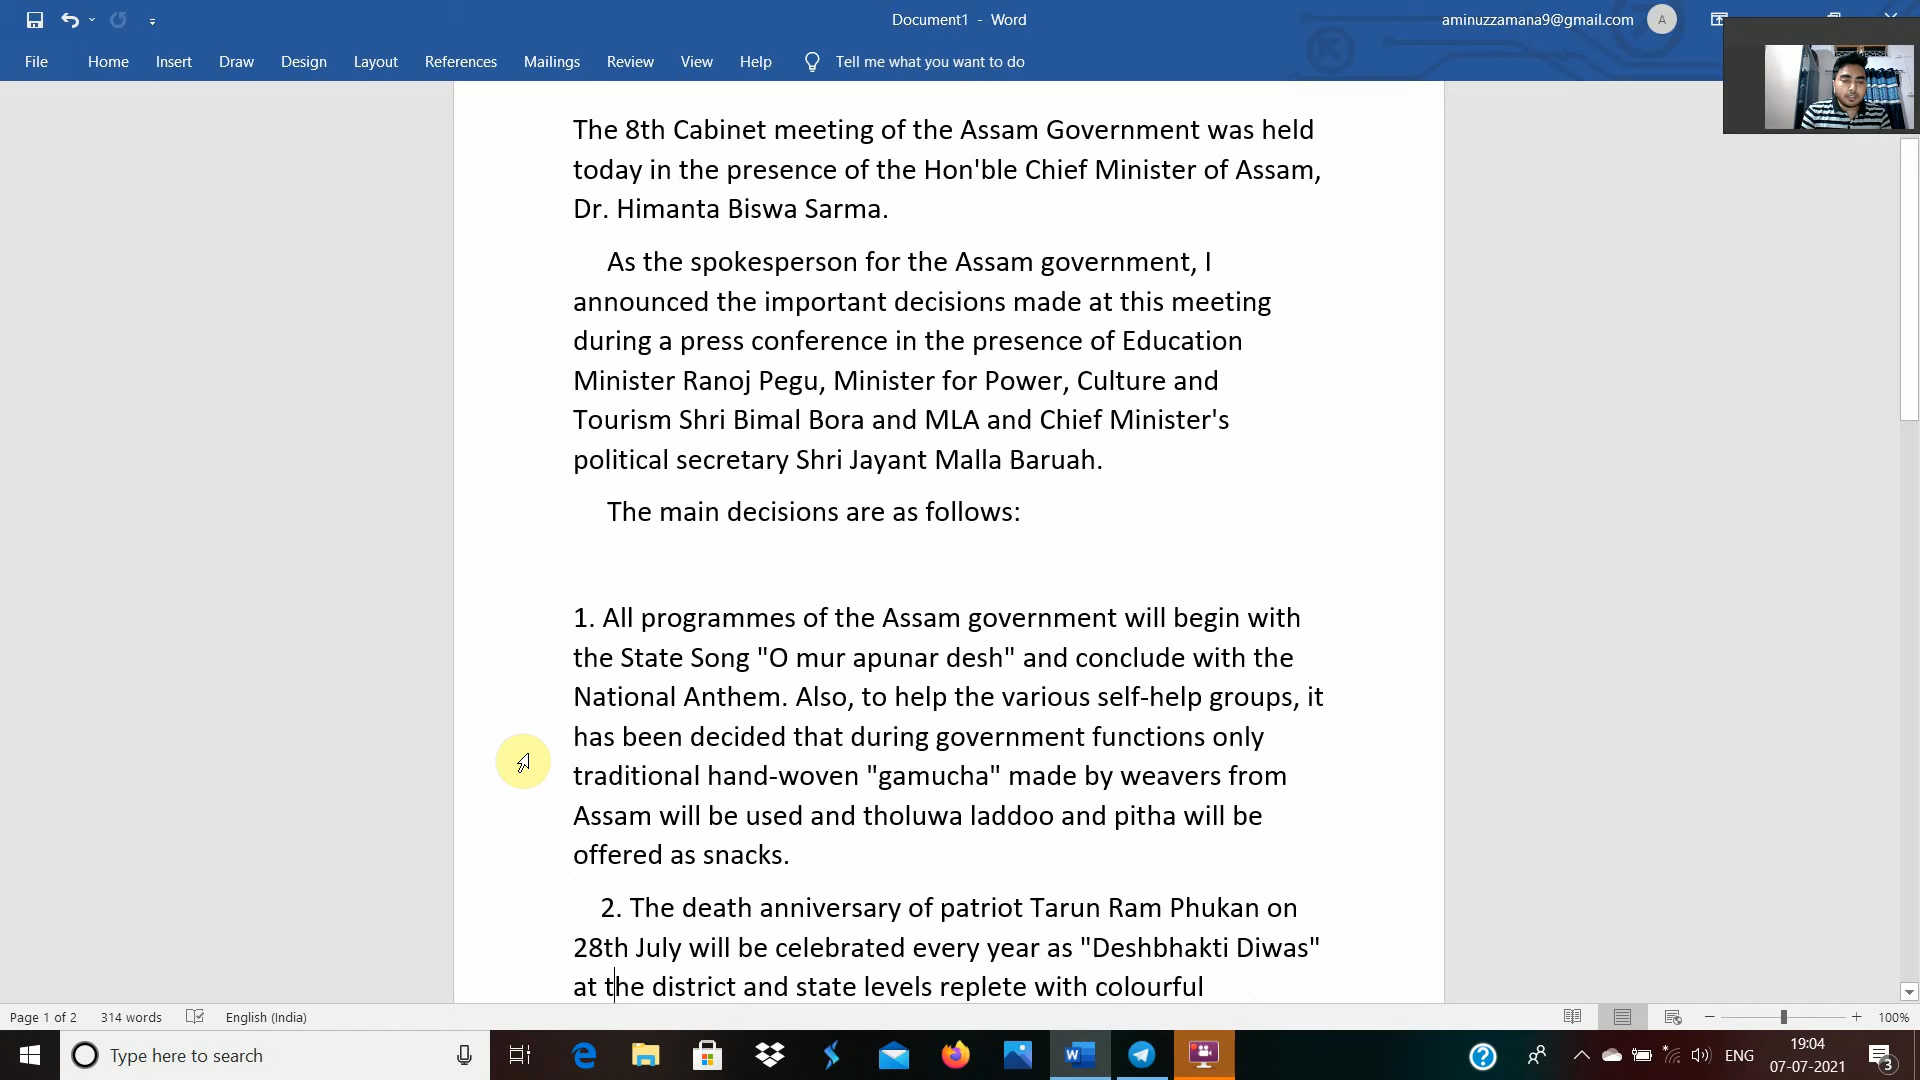 Document1 - Word
aminuzzamana9@gmail.com
A
File Home Insert Draw Design Layout References Mailings Review View Help Tell me what you want to do
The 8th Cabinet meeting of the Assam Government was held
today in the presence of the Hon'ble Chief Minister of Assam,
Dr. Himanta Biswa Sarma.
As the spokesperson for the Assam government, I
announced the important decisions made at this meeting
during a press conference in the presence of Education
Minister Ranoj Pegu, Minister for Power, Culture and
Tourism Shri Bimal Bora and MLA and Chief Minister's
political secretary Shri Jayant Malla Baruah.
The main decisions are as follows:
1. All programmes of the Assam government will begin with
the State Song "O mur apunar desh" and conclude with the
National Anthem. Also, to help the various self-help groups, it
has been decided that during government functions only
traditional hand-woven "gamucha" made by weavers from
Assam will be used and tholuwa laddoo and pitha will be
offered as snacks.
2. The death anniversary of patriot Tarun Ram Phukan on
28th July will be celebrated every year as "Deshbhakti Diwas"
at the district and state levels replete with colourful
Page 1 of 2 314 words English (India) 100%
Type here to search
ENG
19:04
07-07-2021
3